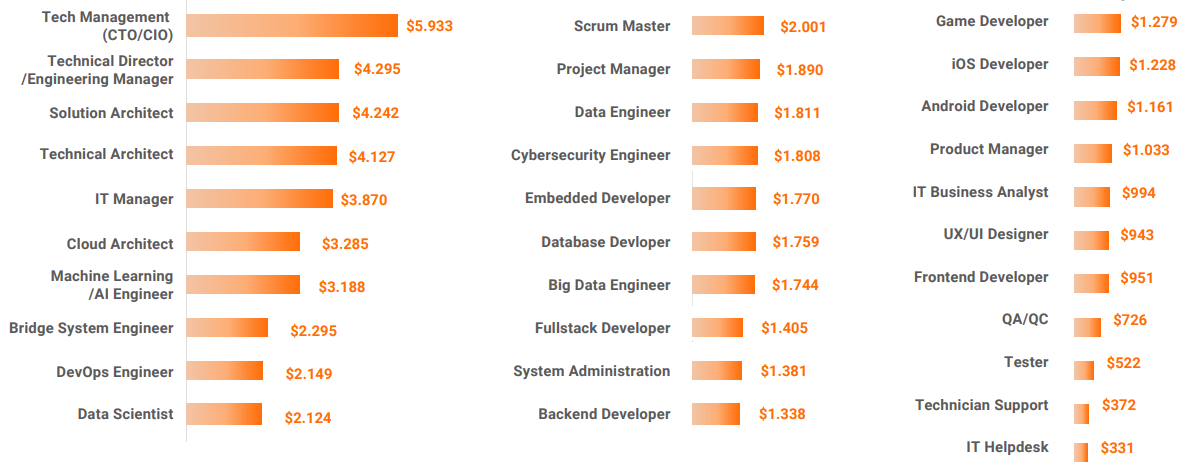 Tech Management
(CTO/CIO)
$5.933
Technical Director
/Engineering Manager
$4.295
Solution Architect
$4.242
Technical Architect
$4.127
IT Manager
$3.870
Cloud Architect
$3.285
Machine Learning
/AI Engineer
$3.188
Bridge System Engineer
$2.295
DevOps Engineer
$2.149
Data Scientist
$2.124
Scrum Master
$2.001
Project Manager
$1.890
Data Engineer
$1.811
Cybersecurity Engineer
$1.808
Embedded Developer
$1.770
Database Devloper
$1.759
Big Data Engineer
$1.744
Fullstack Developer
$1.405
System Administration
$1.381
Backend Developer
$1.338
Game Developer
$1.279
iOS Developer
$1.228
Android Developer
$1.161
Product Manager
$1.033
IT Business Analyst
$994
UX/UI Designer
$943
Frontend Developer
$951
QA/QC
$726
Tester
$522
Technician Support
$372
IT Helpdesk
$331